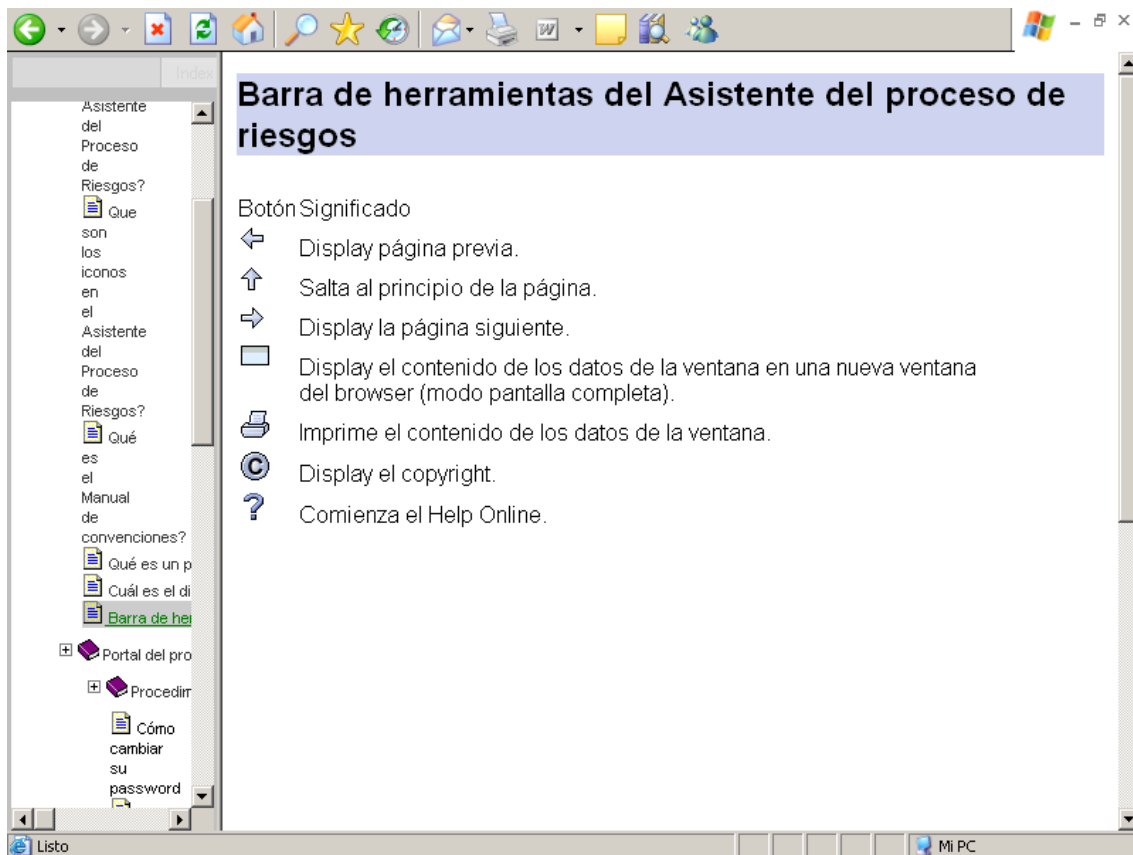 Index
Asistente
del
Proceso
de
Riesgos?
Que
son
los
iconos
en
el
Asistente
del
Proceso
de
Riesgos?
Qué
es
el
Manual
de
convenciones?
Qué es un p
Cuál es el di
Barra de her
Portal del pro
Procedim
Cómo
cambiar
su
password
Barra de herramientas del Asistente del proceso de
riesgos
Botón Significado
Display página previa.
Salta al principio de la página.
Display la página siguiente.
Display el contenido de los datos de la ventana en una nueva ventana
del browser (modo pantalla completa).
Imprime el contenido de los datos de la ventana.
Display el copyright.
Comienza el Help Online.
Listo
Mi PC